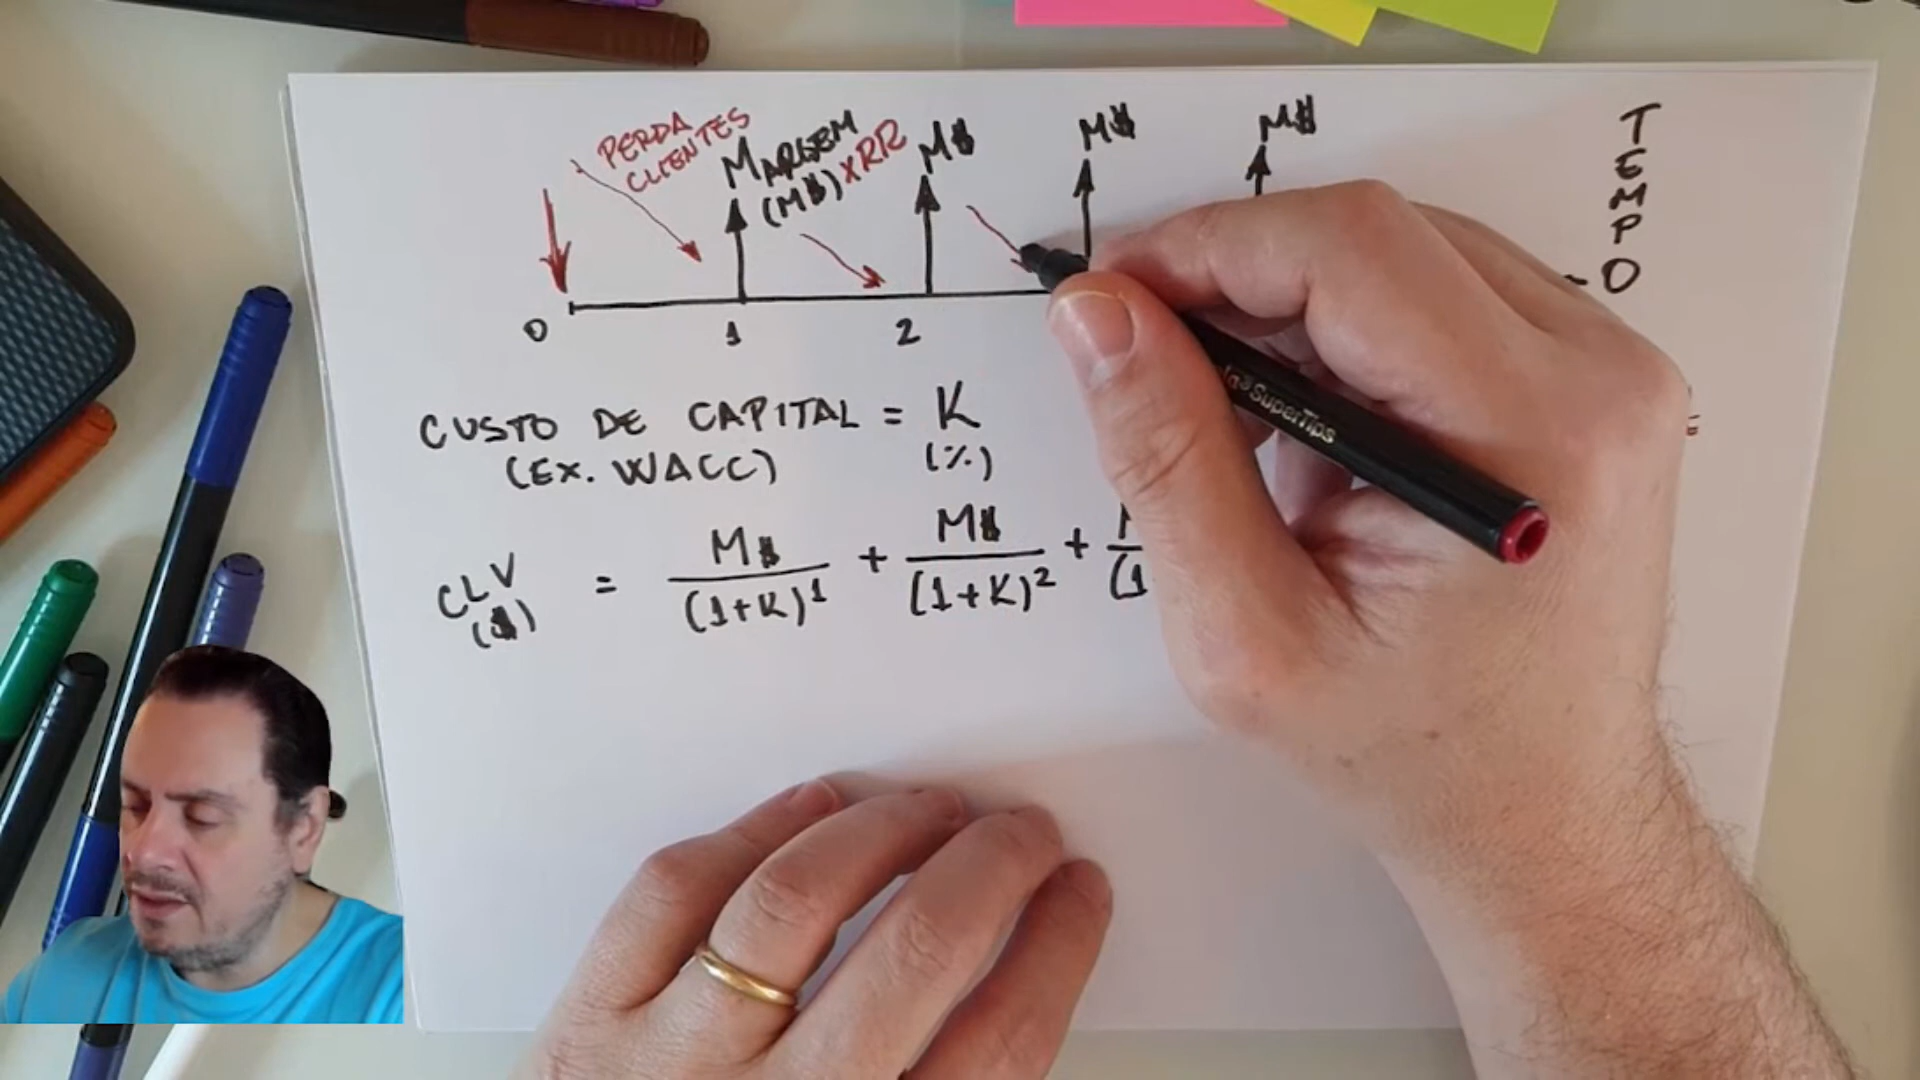 PERDA
CLIENTES
MARGEM
(M$) x RR
M$
M$
M$
TEMPO
0
1
2
CUSTO DE CAPITAL = K
(EX. WACC)
(%)
CLV
($)
= M$ / (1+K)^1 + M$ / (1+K)^2 +
(1
SuperTips